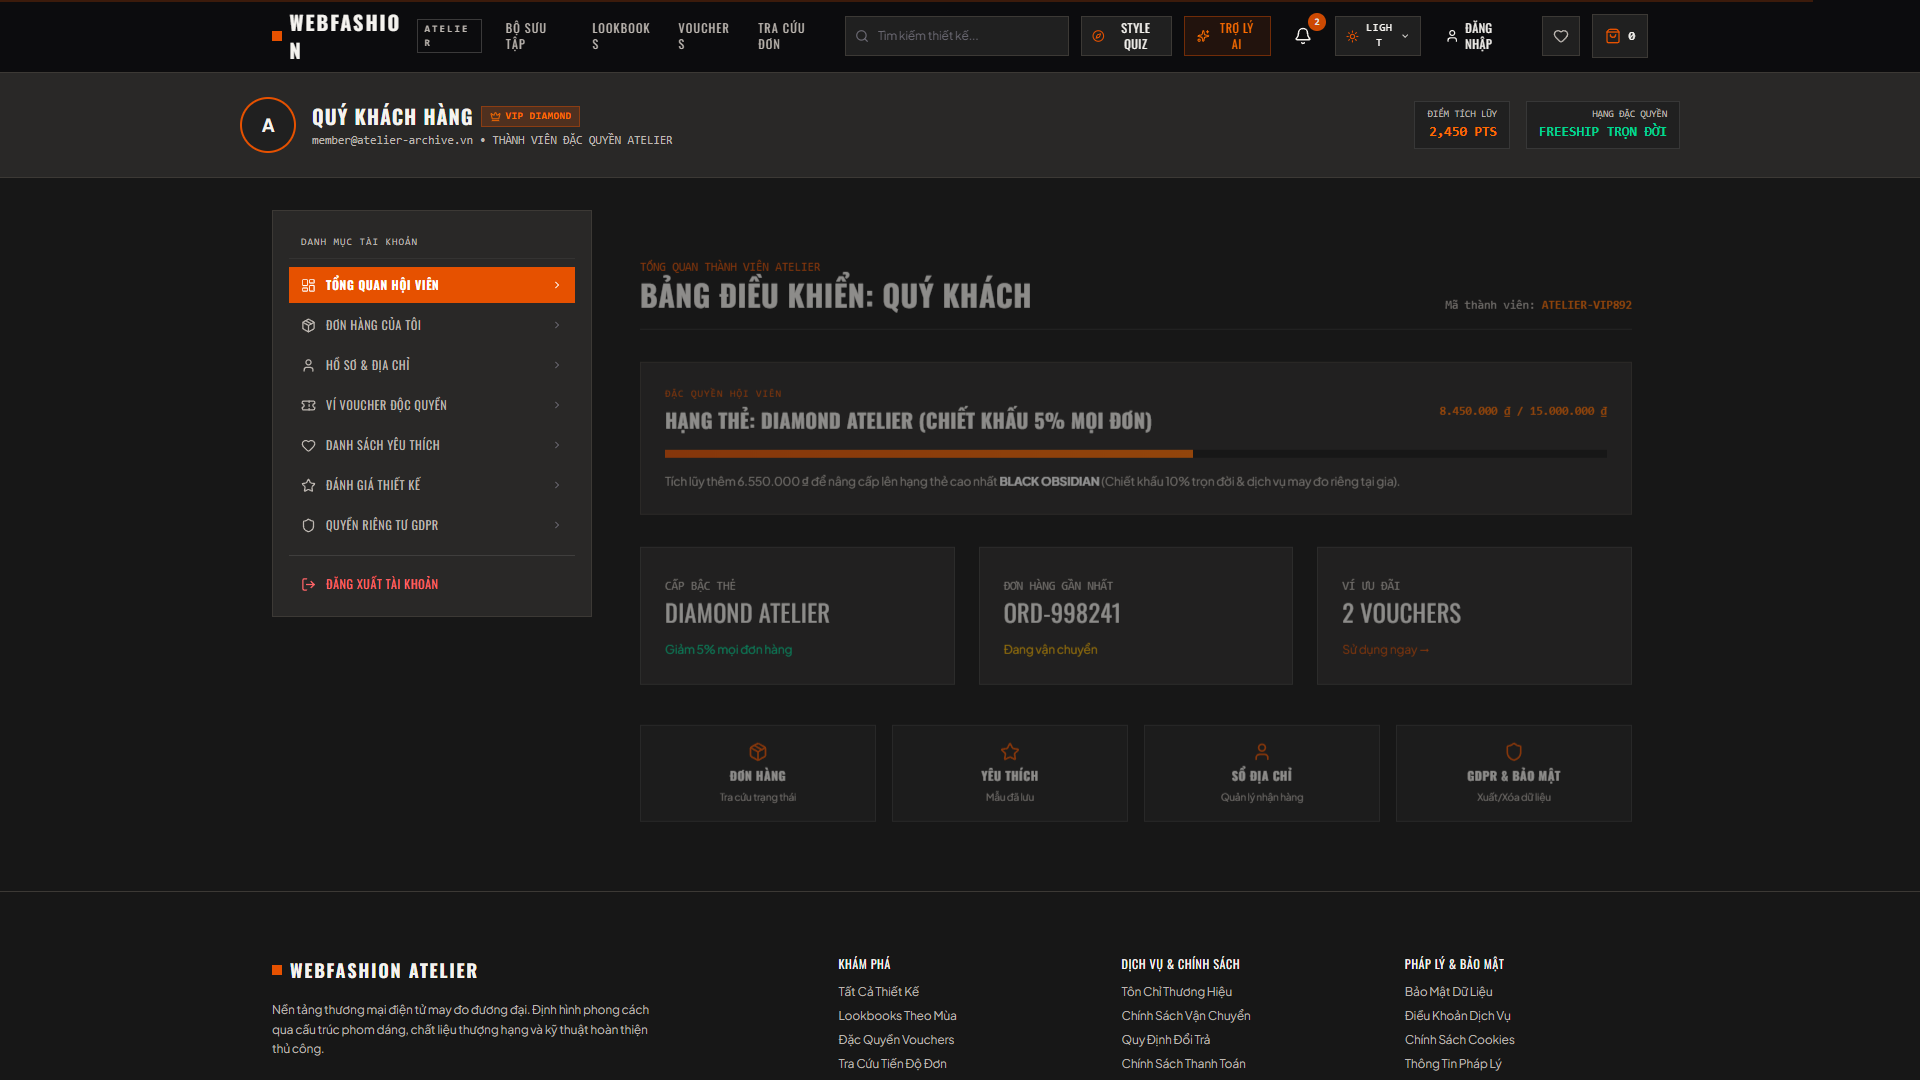 WEBFASHIO
N
ATELIE
R
BỘ SƯU
TẬP
LOOKBOOK
S
VOUCHER
S
TRA CỨU
ĐƠN
Tìm kiếm thiết kế...
STYLE
QUIZ
TRỢ LÝ
AI
2
LIGH
T
ĐĂNG
NHẬP
0
A
QUÝ KHÁCH HÀNG
VIP DIAMOND
member@atelier-archive.vn • THÀNH VIÊN ĐẶC QUYỀN ATELIER
ĐIỂM TÍCH LŨY
2,450 PTS
HẠNG ĐẶC QUYỀN
FREESHIP TRỌN ĐỜI
DANH MỤC TÀI KHOẢN
TỔNG QUAN HỘI VIÊN
ĐƠN HÀNG CỦA TÔI
HỒ SƠ & ĐỊA CHỈ
VÍ VOUCHER ĐỘC QUYỀN
DANH SÁCH YÊU THÍCH
ĐÁNH GIÁ THIẾT KẾ
QUYỀN RIÊNG TƯ GDPR
ĐĂNG XUẤT TÀI KHOẢN
TỔNG QUAN THÀNH VIÊN ATELIER
BẢNG ĐIỀU KHIỂN: QUÝ KHÁCH
Mã thành viên: ATELIER-VIP892
ĐẶC QUYỀN HỘI VIÊN
HẠNG THẺ: DIAMOND ATELIER (CHIẾT KHẤU 5% MỌI ĐƠN)
8.450.000 ₫ / 15.000.000 ₫
Tích lũy thêm 6.550.000 ₫ để nâng cấp lên hạng thẻ cao nhất BLACK OBSIDIAN (Chiết khấu 10% trọn đời & dịch vụ may đo riêng tại gia).
CẤP BẬC THẺ
DIAMOND ATELIER
Giảm 5% mọi đơn hàng
ĐƠN HÀNG GẦN NHẤT
ORD-998241
Đang vận chuyển
VÍ ƯU ĐÃI
2 VOUCHERS
Sử dụng ngay →
ĐƠN HÀNG
Tra cứu trạng thái
YÊU THÍCH
Mẫu đã lưu
SỔ ĐỊA CHỈ
Quản lý nhận hàng
GDPR & BẢO MẬT
Xuất/Xóa dữ liệu
WEBFASHION ATELIER
Nền tảng thương mại điện tử may đo đương đại. Định hình phong cách
qua cấu trúc phom dáng, chất liệu thượng hạng và kỹ thuật hoàn thiện
thủ công.
KHÁM PHÁ
Tất Cả Thiết Kế
Lookbooks Theo Mùa
Đặc Quyền Vouchers
Tra Cứu Tiến Độ Đơn
DỊCH VỤ & CHÍNH SÁCH
Tôn Chỉ Thương Hiệu
Chính Sách Vận Chuyển
Quy Định Đổi Trả
Chính Sách Thanh Toán
PHÁP LÝ & BẢO MẬT
Bảo Mật Dữ Liệu
Điều Khoản Dịch Vụ
Chính Sách Cookies
Thông Tin Pháp Lý